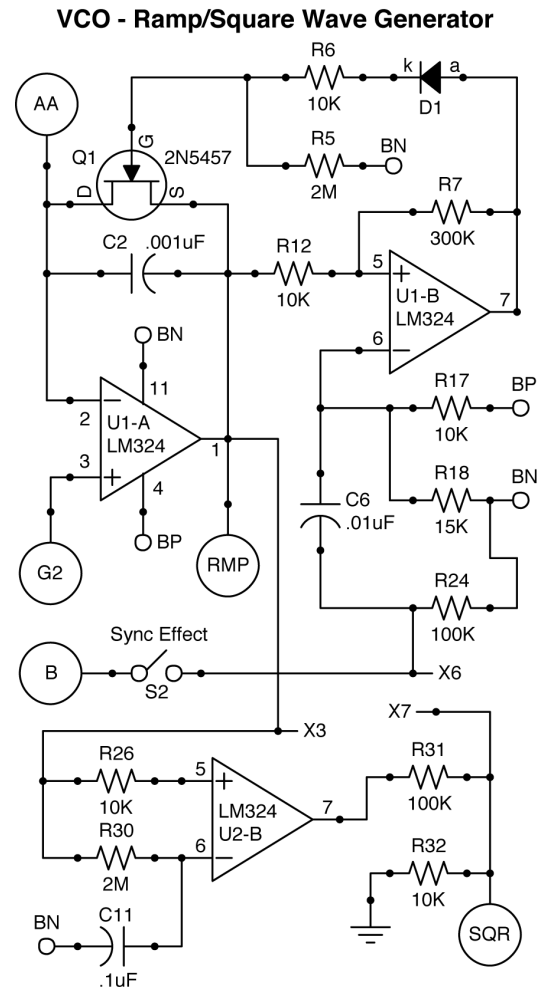 VCO - Ramp/Square Wave Generator
R6
k
a
AA
10K
D1
G
Q1
2N5457
R5
BN
D
S
2M
R7
300K
C2
.001uF
R12
10K
5
+
U1-B
LM324
7
BN
6
−
11
−
2
U1-A
LM324
R17
BP
10K
3
+
1
4
R18
BN
C6
.01uF
15K
BP
G2
RMP
R24
100K
Sync Effect
B
S2
X6
X7
X3
R26
5
+
R31
10K
LM324
U2-B
7
100K
R30
6
−
R32
2M
BN
C11
10K
SQR
.1uF